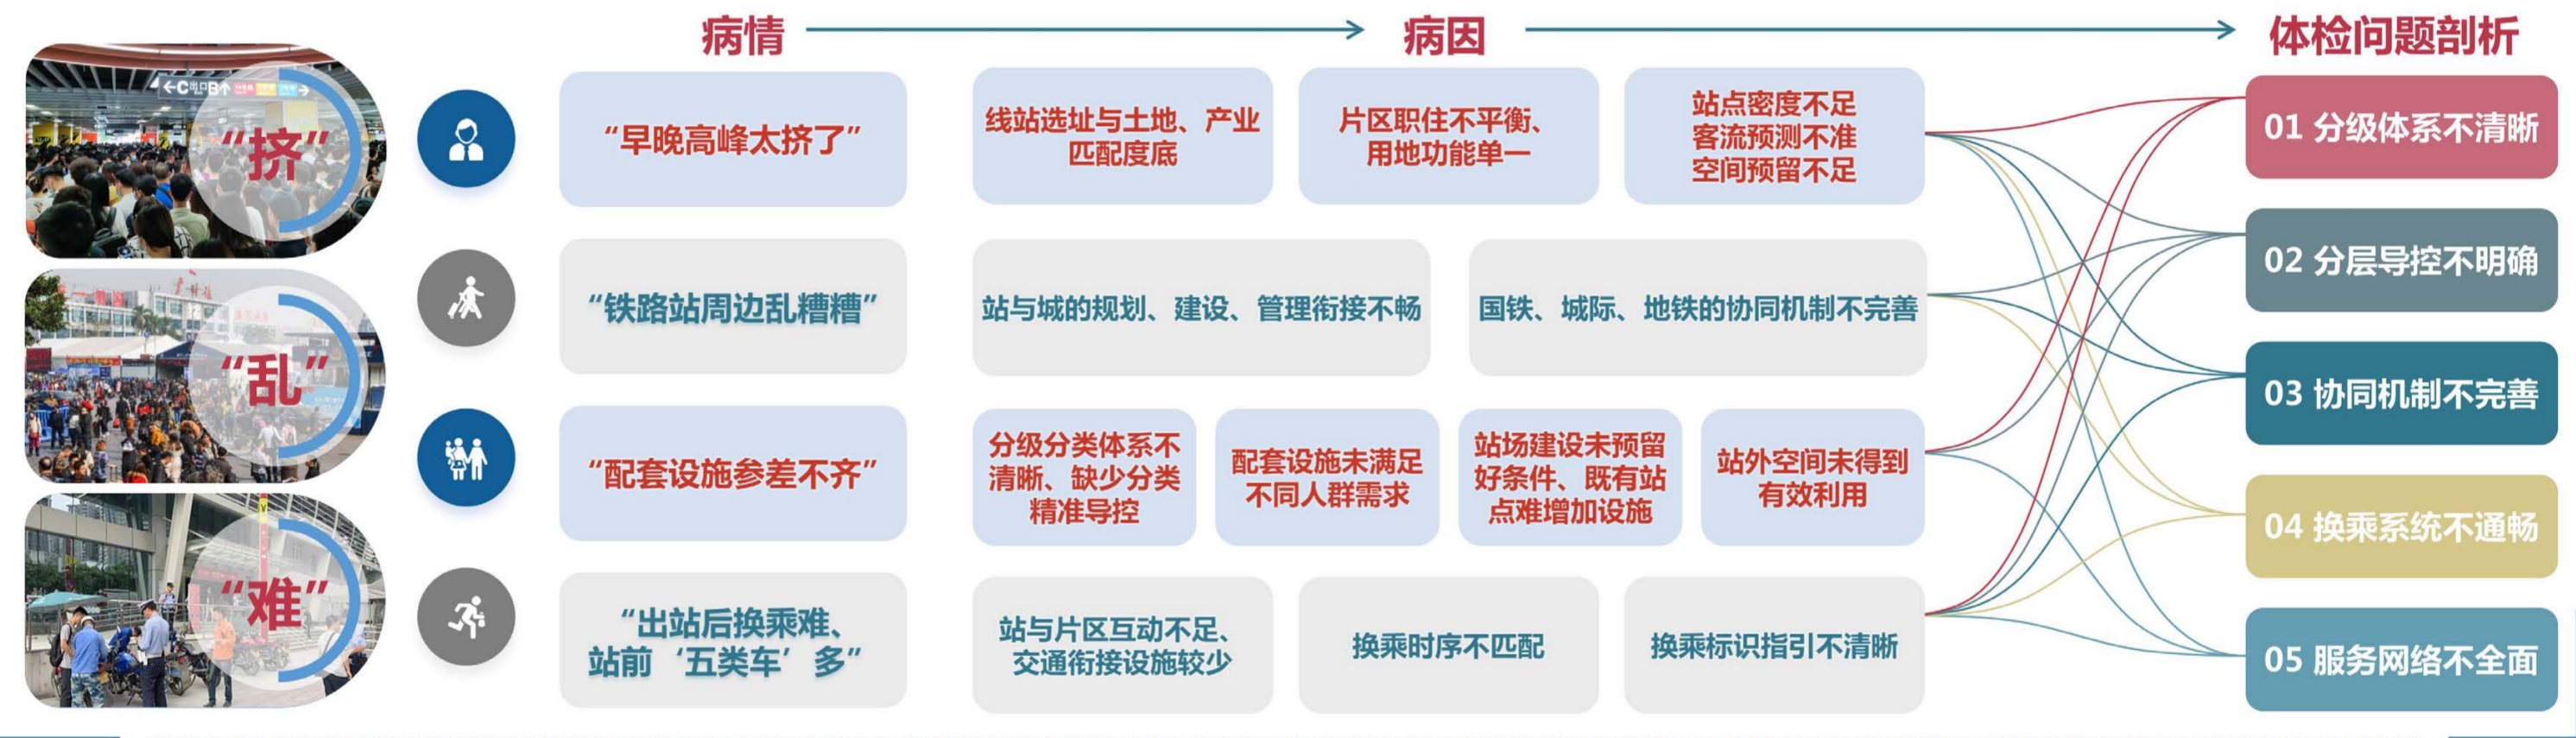 病情
病因
体检问题剖析
←C出口B↑
“挤”
“早晚高峰太挤了”
线站选址与土地、产业
匹配度底
片区职住不平衡、
用地功能单一
站点密度不足
客流预测不准
空间预留不足
01 分级体系不清晰
“乱”
“铁路站周边乱糟糟”
站与城的规划、建设、管理衔接不畅
国铁、城际、地铁的协同机制不完善
02 分层导控不明确
03 协同机制不完善
“配套设施参差不齐”
分级分类体系不
清晰、缺少分类
精准导控
配套设施未满足
不同人群需求
站场建设未预留
好条件、既有站
点难增加设施
站外空间未得到
有效利用
04 换乘系统不通畅
“难”
“出站后换乘难、
站前‘五类车’多”
站与片区互动不足、
交通衔接设施较少
换乘时序不匹配
换乘标识指引不清晰
05 服务网络不全面